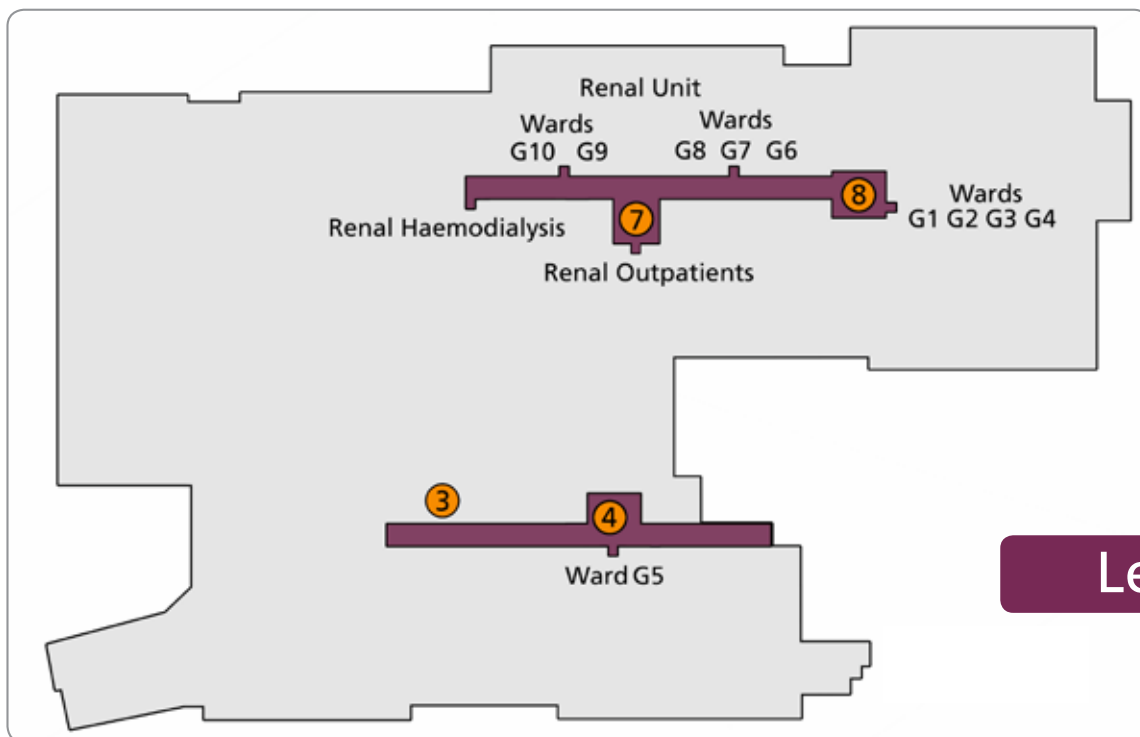 Renal Unit
Wards
G10 G9
Wards
G8 G7 G6
8
Wards
G1 G2 G3 G4
7
Renal Haemodialysis
Renal Outpatients
3
4
Ward G5
Le